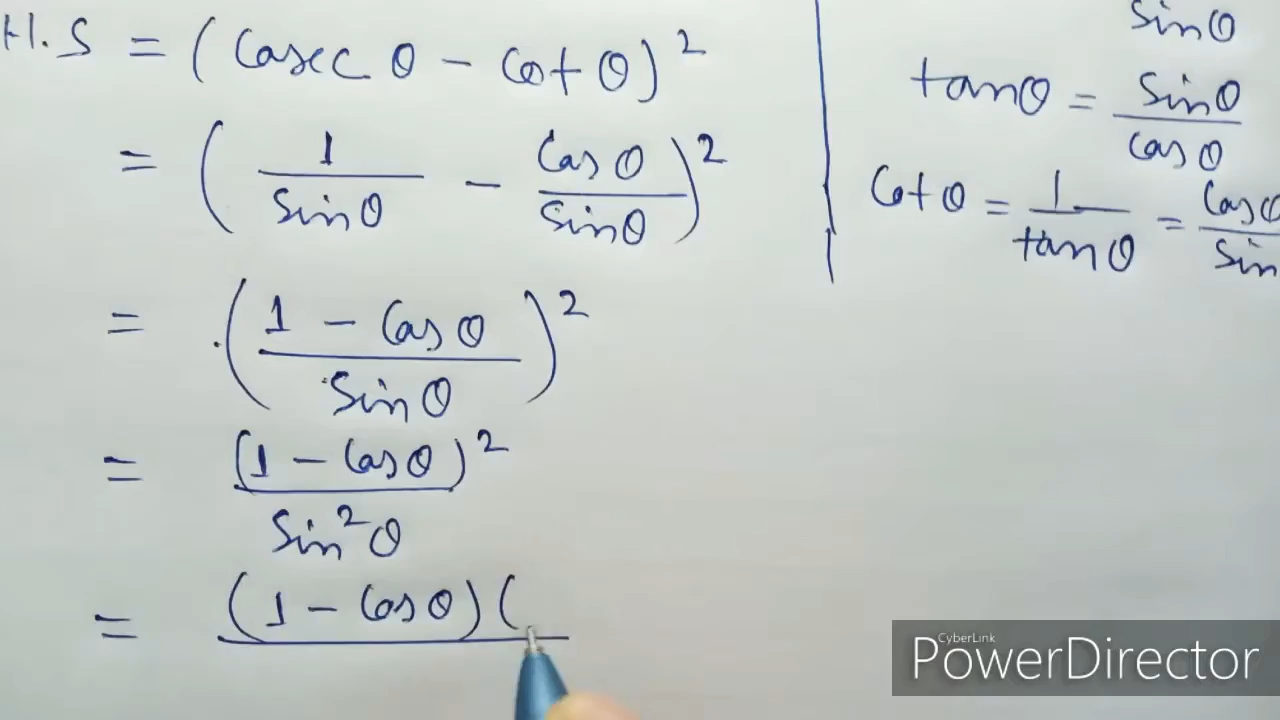 H.S = (Cosec θ - Cot θ)²
= (1/Sinθ - Cosθ/Sinθ)²
= (1 - Cosθ/Sinθ)²
= (1 - Cosθ)²/Sin²θ
= (1 - Cosθ)(
Sinθ
tanθ = Sinθ/Cosθ
Cotθ = 1/tanθ = Cosθ/Sin
CyberLink
PowerDirector